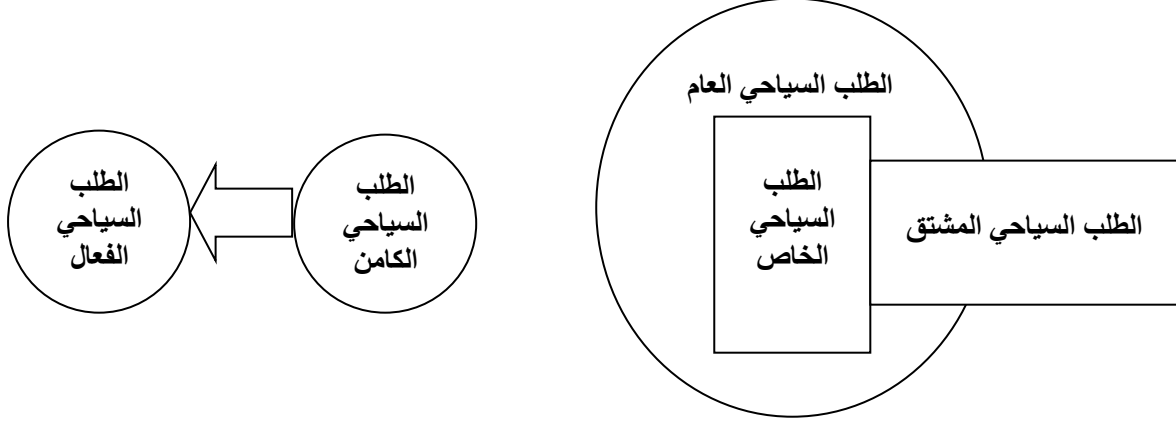 الطلب السياحي العام
الطلب
السياحي
الخاص
الطلب السياحي المشتق
الطلب
السياحي
الكامن
الطلب
السياحي
الفعال